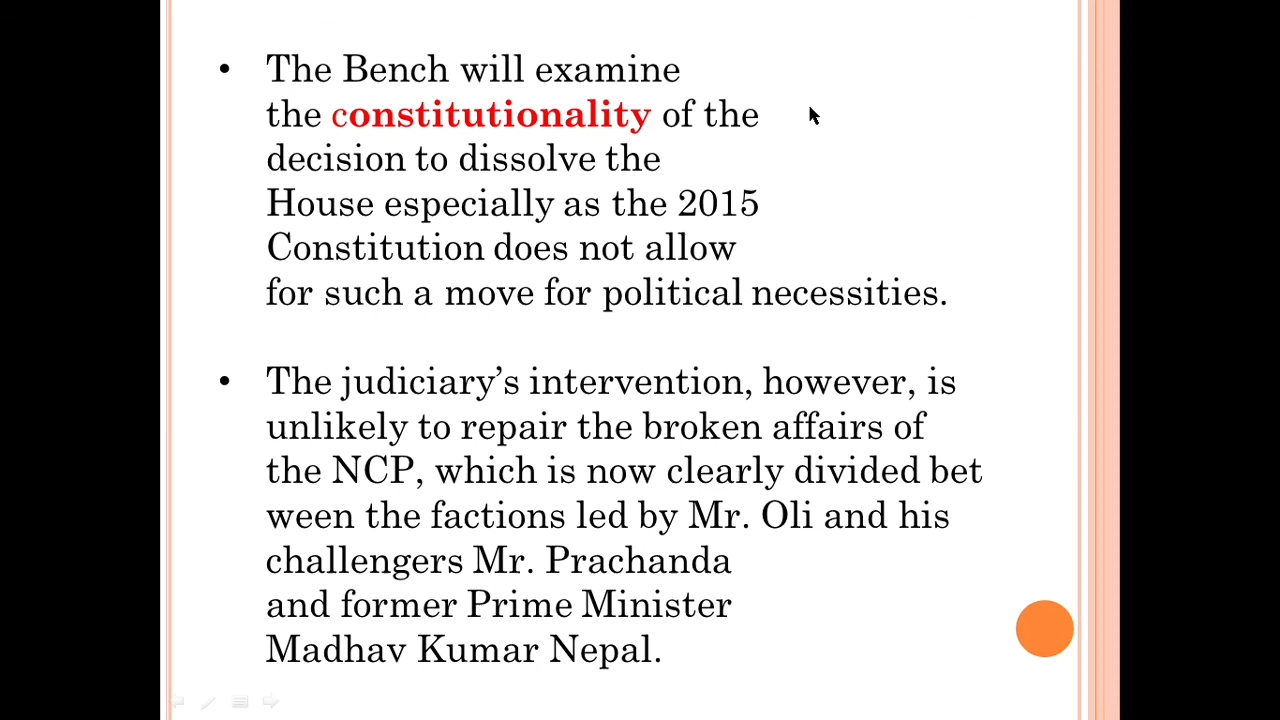 • The Bench will examine
the constitutionality of the
decision to dissolve the
House especially as the 2015
Constitution does not allow
for such a move for political necessities.
• The judiciary’s intervention, however, is
unlikely to repair the broken affairs of
the NCP, which is now clearly divided bet
ween the factions led by Mr. Oli and his
challengers Mr. Prachanda
and former Prime Minister
Madhav Kumar Nepal.